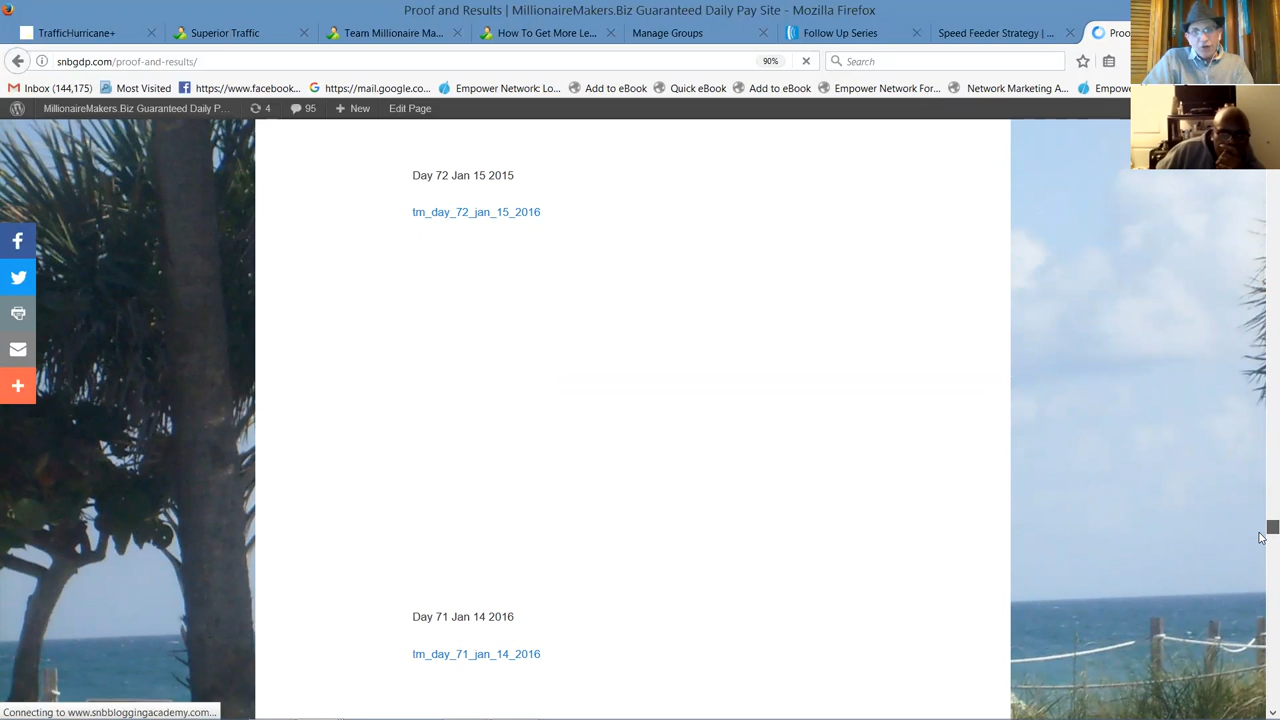 Proof and Results | MillionaireMakers.Biz Guaranteed Daily Pay Site - Mozilla Firefox
TrafficHurricane+
Superior Traffic
Team Millionaire Ma...
How To Get More Le...
Manage Groups
Follow Up Series
Speed Feeder Strategy | ...
snbgdp.com/proof-and-results/
90%
Search
Inbox (144,175)
Most Visited
https://www.facebook...
https://mail.google.co...
Empower Network: Lo...
Add to eBook
Quick eBook
Add to eBook
Empower Network For...
Network Marketing A...
MillionaireMakers.Biz Guaranteed Daily P...
4
95
New
Edit Page
Day 72 Jan 15 2015
tm_day_72_jan_15_2016
Day 71 Jan 14 2016
tm_day_71_jan_14_2016
Connecting to www.snbbloggingacademy.com...